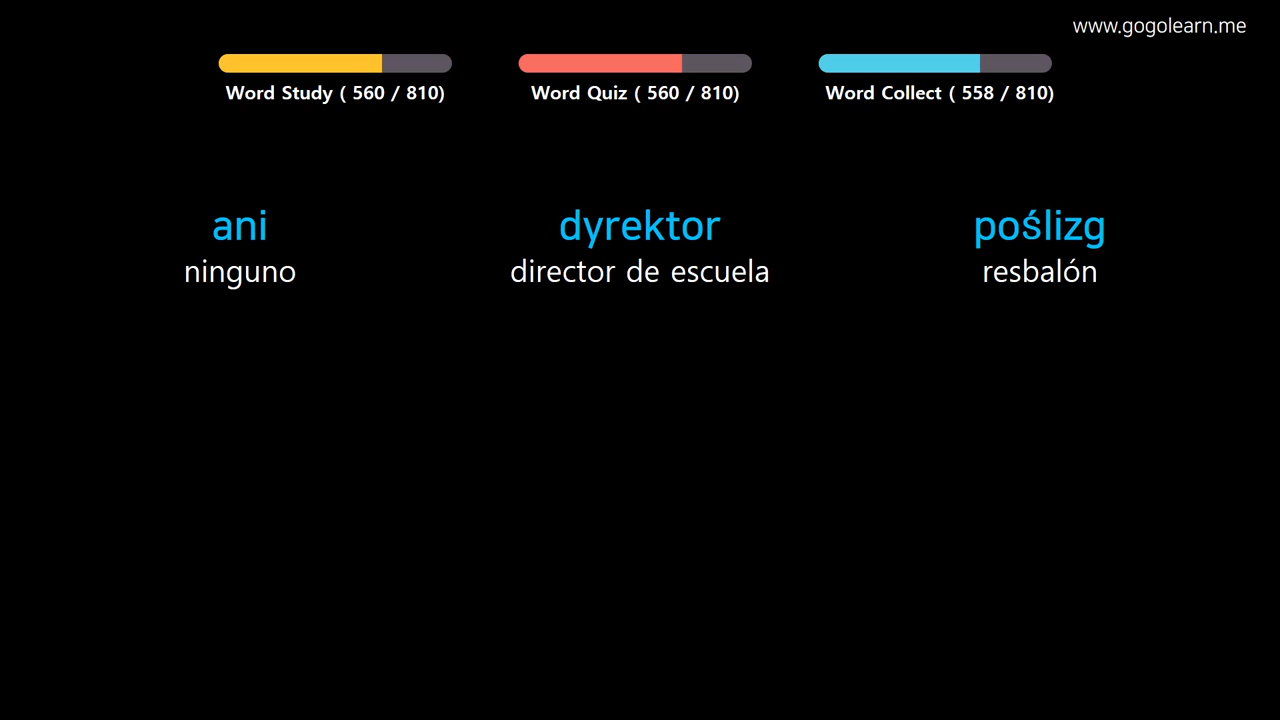 www.gogolearn.me
Word Study ( 560 / 810)
Word Quiz ( 560 / 810)
Word Collect ( 558 / 810)
ani
ninguno
dyrektor
director de escuela
poślizg
resbalón